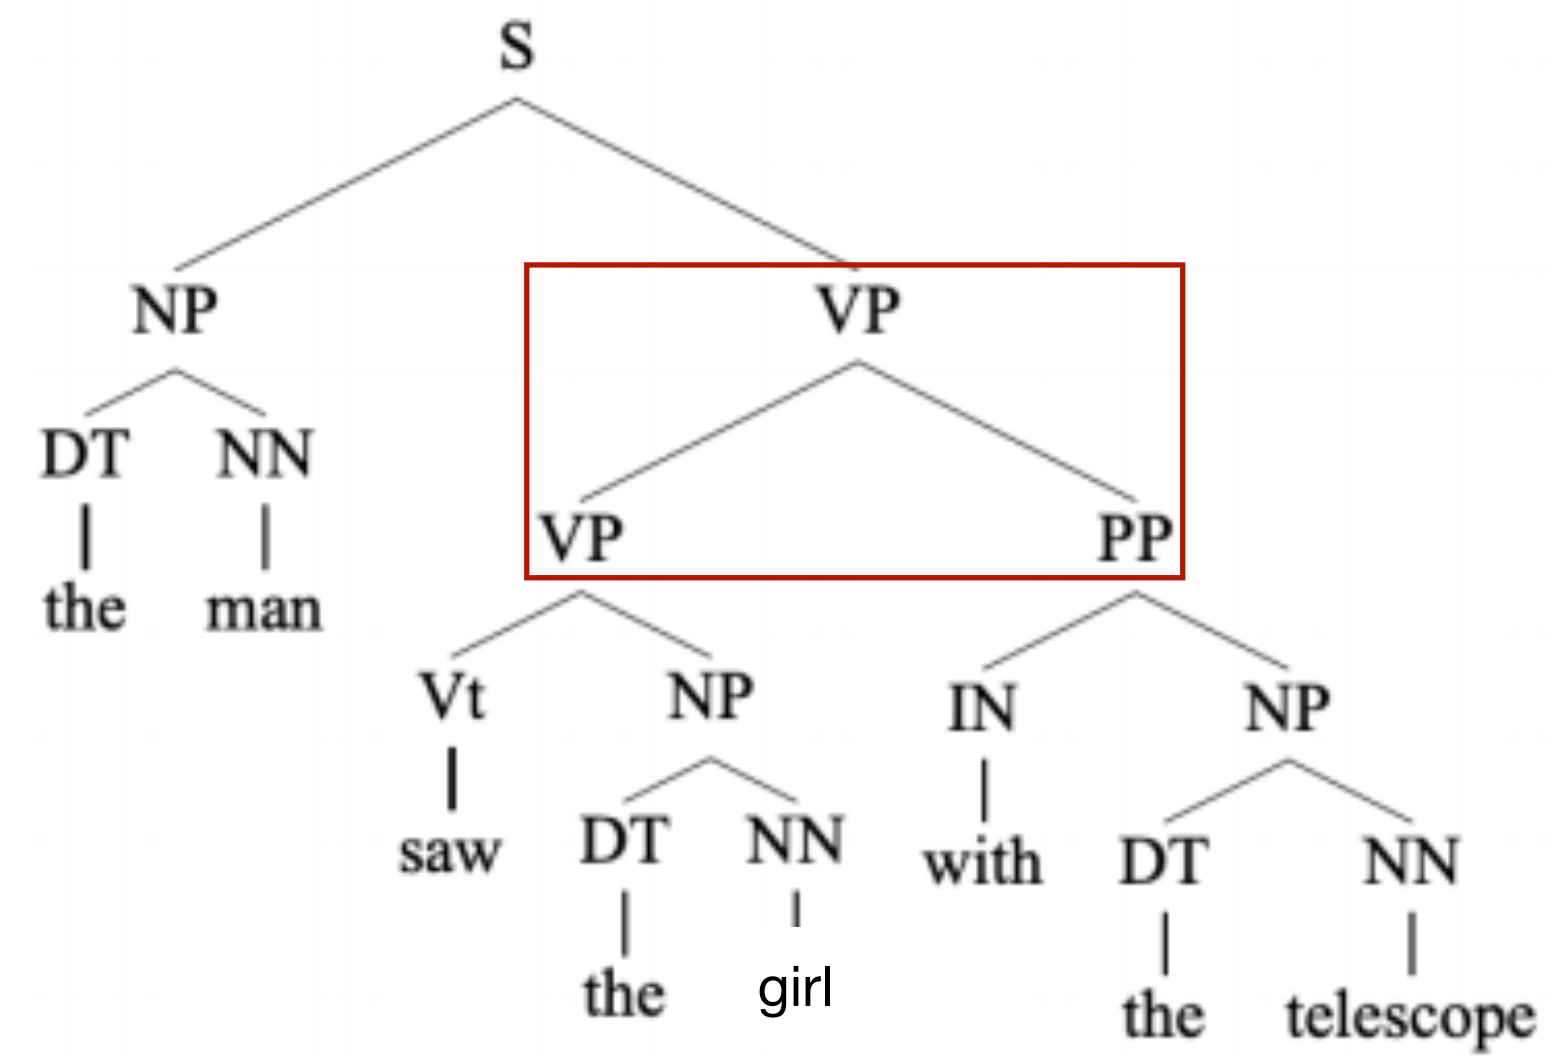 S
NP VP
DT NN
VP PP
the man
Vt NP IN NP
saw DT NN with DT NN
the girl the telescope